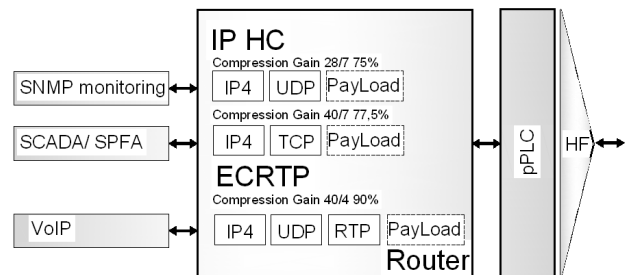 IP HC
Compression Gain 28/7 75%
SNMP monitoring
IP4 UDP PayLoad
Compression Gain 40/7 77,5%
SCADA/ SPFA
IP4 TCP PayLoad
pPLC
HF
ECRTP
Compression Gain 40/4 90%
VoIP
IP4 UDP RTP PayLoad
Router